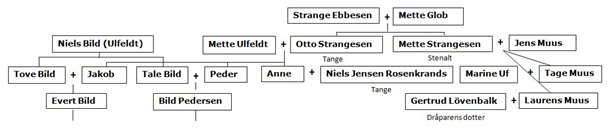 Strange Ebbesen + Mette Glob
Niels Bild (Ulfeldt) Mette Ulfeldt + Otto Strangesen Mette Strangesen + Jens Muus
Tange Stenalt
Tove Bild + Jakob Tale Bild + Peder Anne + Niels Jensen Rosenkrands Marine Uf + Tage Muus
Tange
Evert Bild Bild Pedersen Gertrud Lövenbalk + Laurens Muus
Dråparens dotter